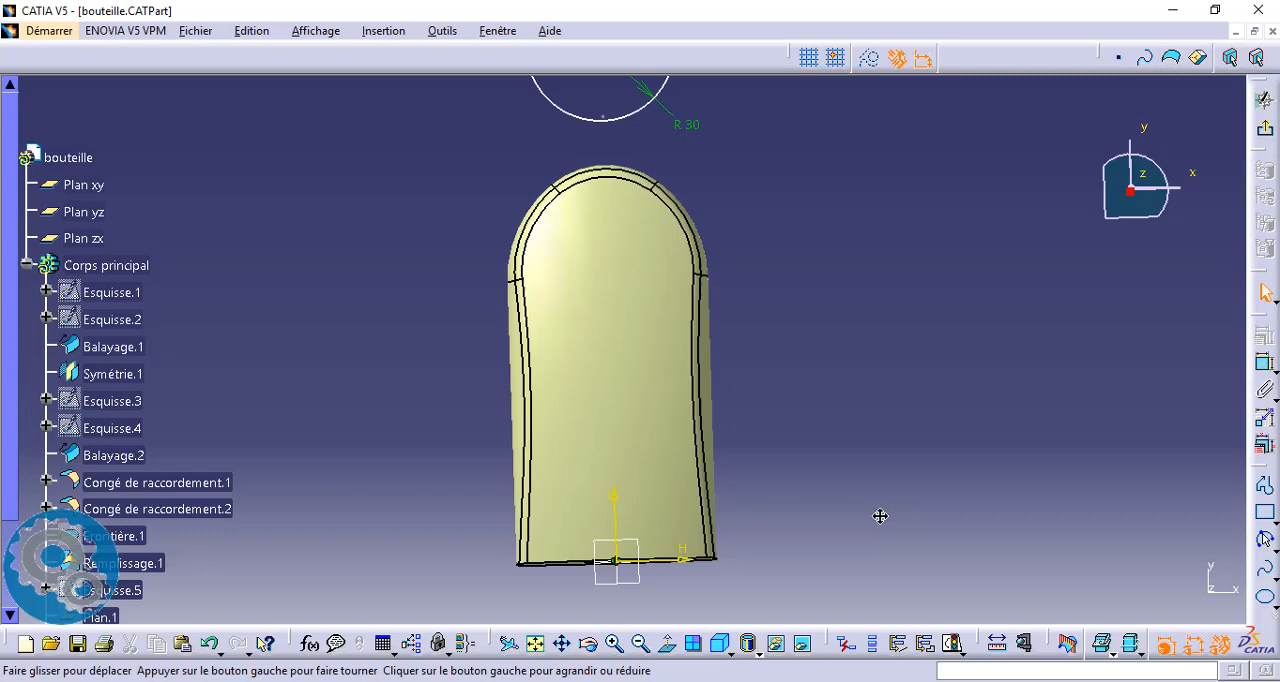 CATIA V5 - [bouteille.CATPart]
Démarrer ENOVIA V5 VPM Fichier Edition Affichage Insertion Outils Fenêtre Aide
R 30
y
z
x
bouteille
Plan xy
Plan yz
Plan zx
Corps principal
Esquisse.1
Esquisse.2
Balayage.1
Symétrie.1
Esquisse.3
Esquisse.4
Balayage.2
Congé de raccordement.1
Congé de raccordement.2
Frontière.1
Remplissage.1
Esquisse.5
Plan.1
H
y
z x
f(x)
CATIA
Faire glisser pour déplacer Appuyer sur le bouton gauche pour faire tourner Cliquer sur le bouton gauche pour agrandir ou réduire